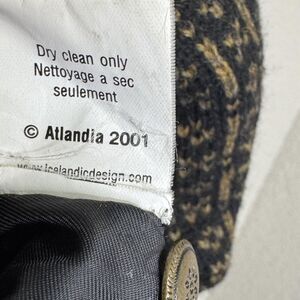 Dry clean only
Nettoyage a sec
seulement
© Atlandia 2001
www.icelandicdesign.com